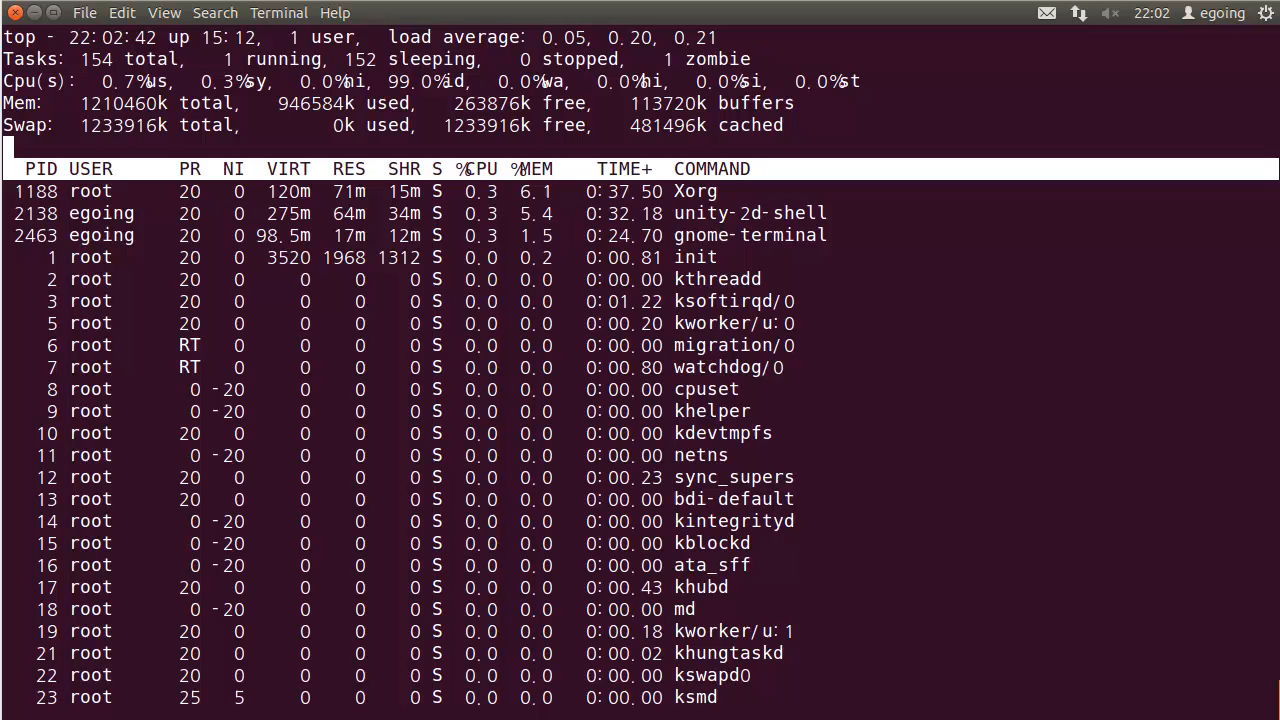 File Edit View Search Terminal Help 22:02 egoing
top - 22:02:42 up 15:12, 1 user, load average: 0.05, 0.20, 0.21
Tasks: 154 total, 1 running, 152 sleeping, 0 stopped, 1 zombie
Cpu(s): 0.7%us, 0.3%sy, 0.0%ni, 99.0%id, 0.0%wa, 0.0%hi, 0.0%si, 0.0%st
Mem: 1210460k total, 946584k used, 263876k free, 113720k buffers
Swap: 1233916k total, 0k used, 1233916k free, 481496k cached
PID USER PR NI VIRT RES SHR S %CPU %MEM TIME+ COMMAND
1188 root 20 0 120m 71m 15m S 0.3 6.1 0:37.50 Xorg
2138 egoing 20 0 275m 64m 34m S 0.3 5.4 0:32.18 unity-2d-shell
2463 egoing 20 0 98.5m 17m 12m S 0.3 1.5 0:24.70 gnome-terminal
1 root 20 0 3520 1968 1312 S 0.0 0.2 0:00.81 init
2 root 20 0 0 0 0 S 0.0 0.0 0:00.00 kthreadd
3 root 20 0 0 0 0 S 0.0 0.0 0:01.22 ksoftirqd/0
5 root 20 0 0 0 0 S 0.0 0.0 0:00.20 kworker/u:0
6 root RT 0 0 0 0 S 0.0 0.0 0:00.00 migration/0
7 root RT 0 0 0 0 S 0.0 0.0 0:00.80 watchdog/0
8 root 0 -20 0 0 0 S 0.0 0.0 0:00.00 cpuset
9 root 0 -20 0 0 0 S 0.0 0.0 0:00.00 khelper
10 root 20 0 0 0 0 S 0.0 0.0 0:00.00 kdevtmpfs
11 root 0 -20 0 0 0 S 0.0 0.0 0:00.00 netns
12 root 20 0 0 0 0 S 0.0 0.0 0:00.23 sync_supers
13 root 20 0 0 0 0 S 0.0 0.0 0:00.00 bdi-default
14 root 0 -20 0 0 0 S 0.0 0.0 0:00.00 kintegrityd
15 root 0 -20 0 0 0 S 0.0 0.0 0:00.00 kblockd
16 root 0 -20 0 0 0 S 0.0 0.0 0:00.00 ata_sff
17 root 20 0 0 0 0 S 0.0 0.0 0:00.43 khubd
18 root 0 -20 0 0 0 S 0.0 0.0 0:00.00 md
19 root 20 0 0 0 0 S 0.0 0.0 0:00.18 kworker/u:1
21 root 20 0 0 0 0 S 0.0 0.0 0:00.02 khungtaskd
22 root 20 0 0 0 0 S 0.0 0.0 0:00.00 kswapd0
23 root 25 5 0 0 0 S 0.0 0.0 0:00.00 ksmd